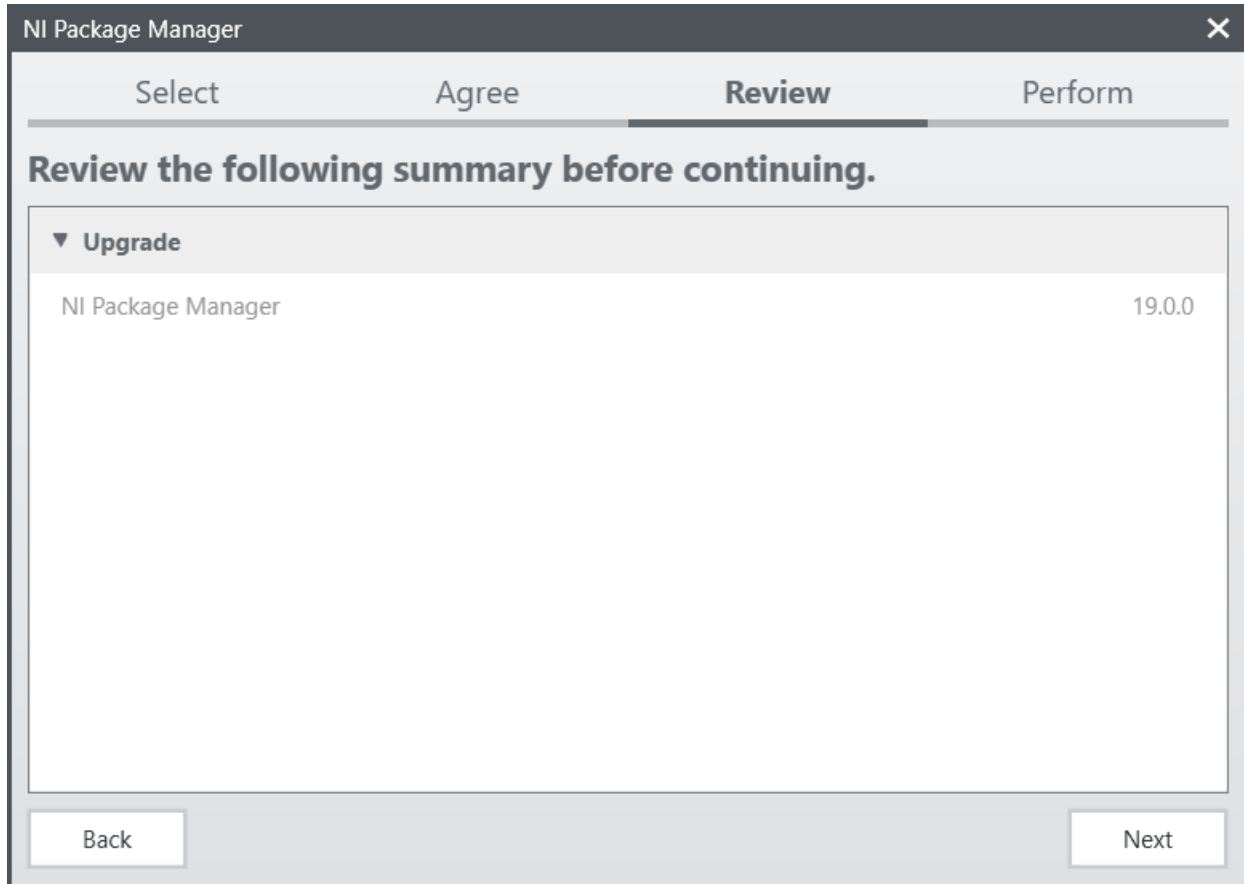 NI Package Manager
Select Agree Review Perform
Review the following summary before continuing.
Upgrade
NI Package Manager 19.0.0
Back Next